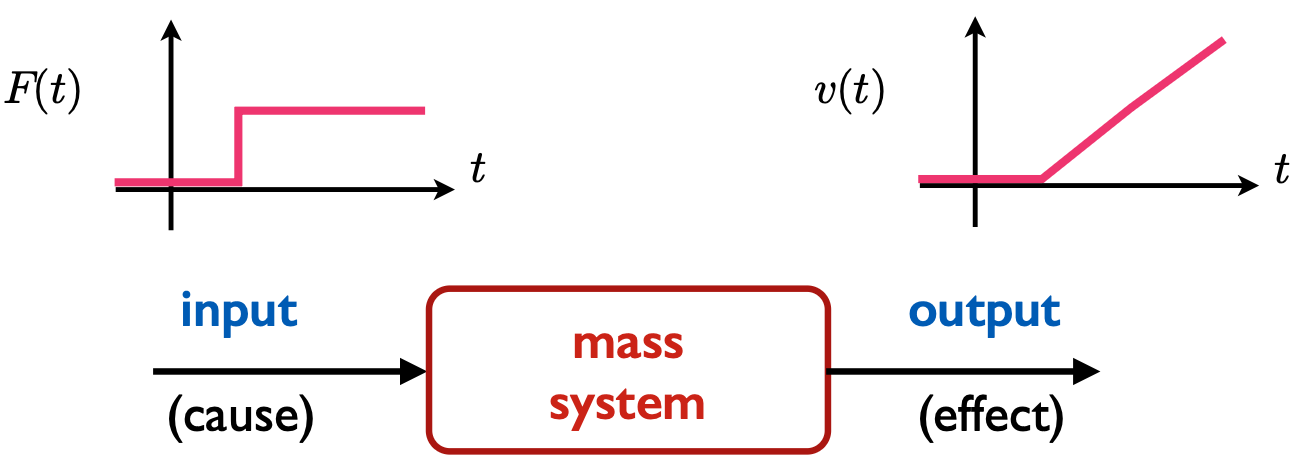 F(t)
t
v(t)
t
input
(cause)
mass
system
output
(effect)